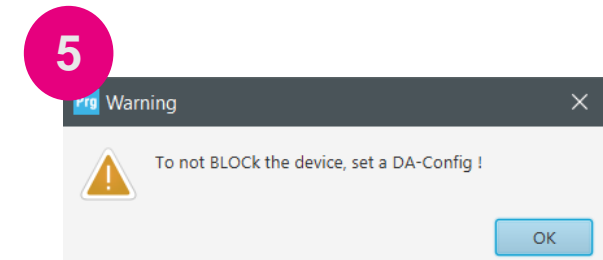 5
Prg Warning
To not BLOCk the device, set a DA-Config !
OK